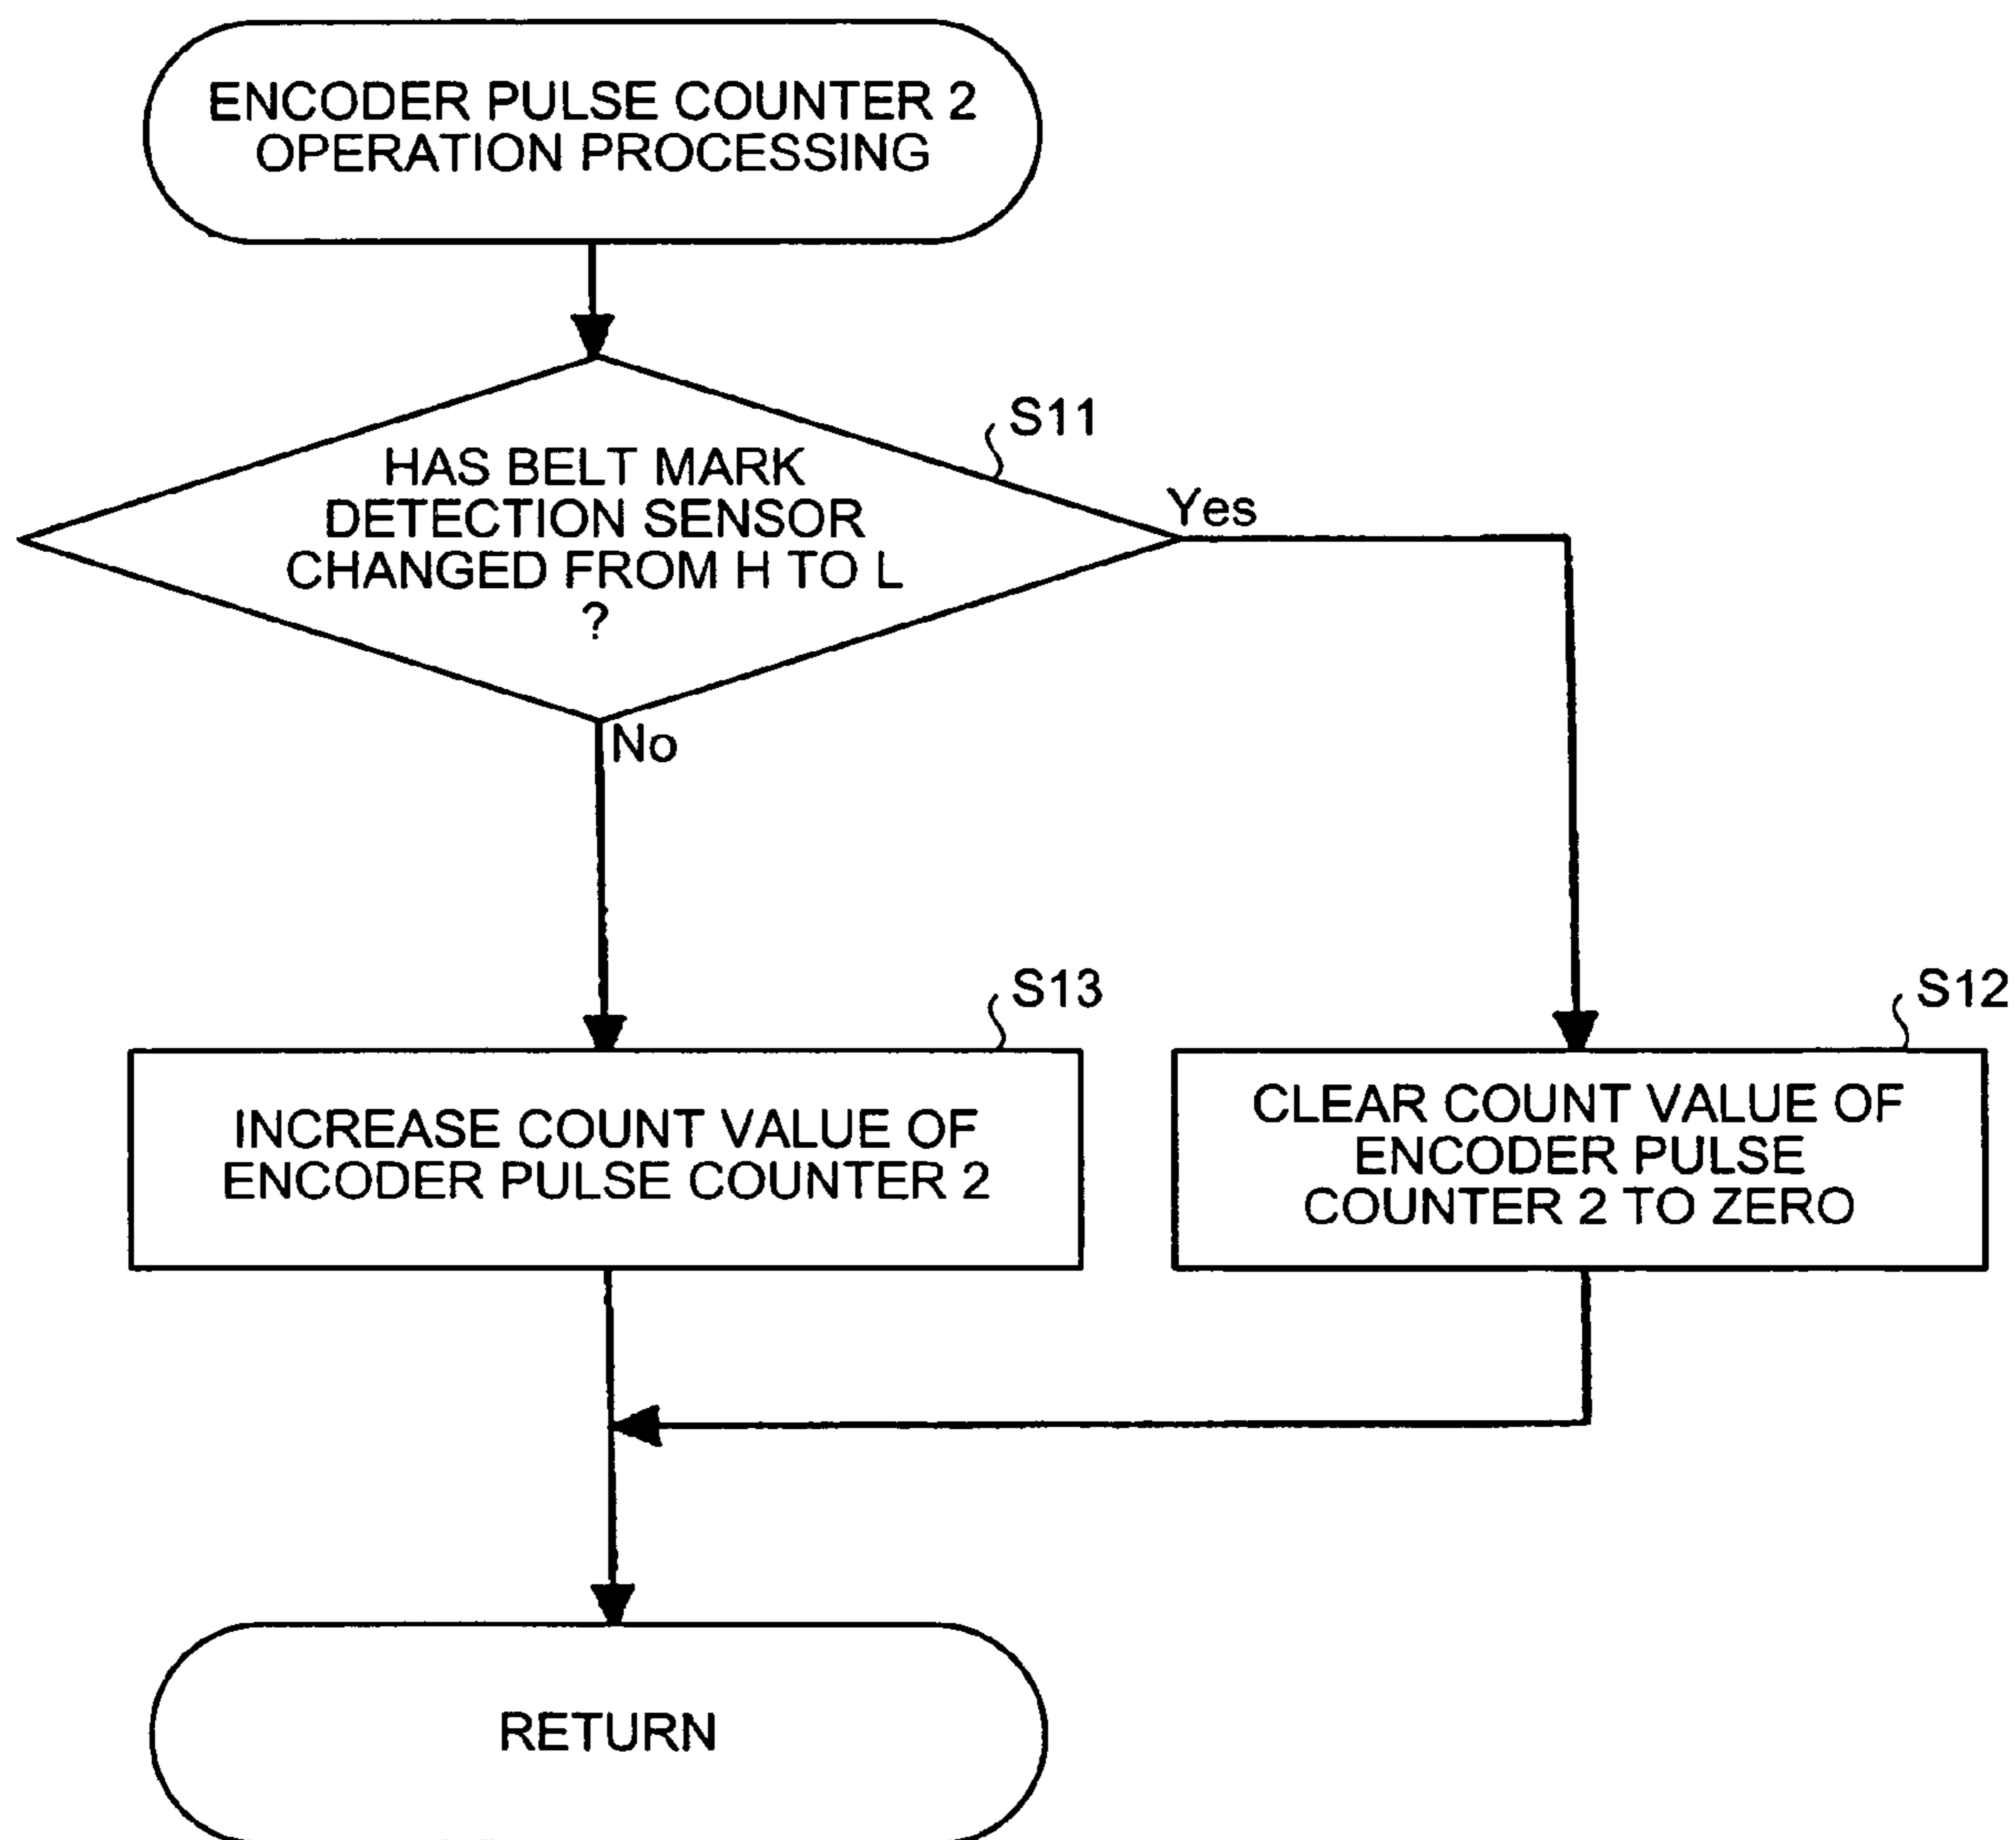 ENCODER PULSE COUNTER 2
OPERATION PROCESSING
S11
HAS BELT MARK
DETECTION SENSOR
CHANGED FROM H TO L
?
Yes
No
S13
INCREASE COUNT VALUE OF
ENCODER PULSE COUNTER 2
S12
CLEAR COUNT VALUE OF
ENCODER PULSE
COUNTER 2 TO ZERO
RETURN